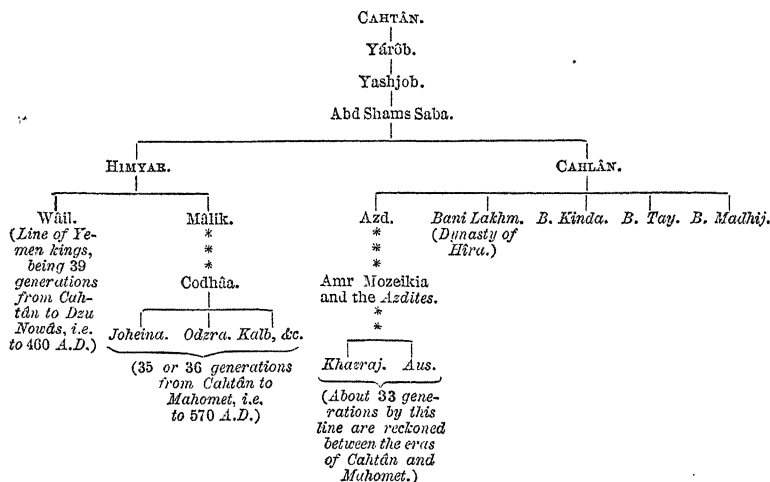 CAHTÂN.
Yárôb.
Yashjob.
Abd Shams Saba.
HIMYAR.
CAHLÂN.
Wâil.
(Line of Ye-
men kings,
being 39
generations
from Cah-
tân to Dzu
Nowâs, i.e.
to 460 A.D.)
Mâlik.
*
*
*
Codhâa.
Joheina. Odzra. Kalb, &c.
(35 or 36 generations
from Cahtân to
Mahomet, i.e.
to 570 A.D.)
Azd.
*
*
*
Amr Mozeikia
and the Azdites.
*
*
Khazraj. Aus.
(About 33 gene-
rations by this
line are reckoned
between the eras
of Cahtân and
Mahomet.)
Bani Lakhm.
(Dynasty of
Hîra.)
B. Kinda.
B. Tay.
B. Madhij.